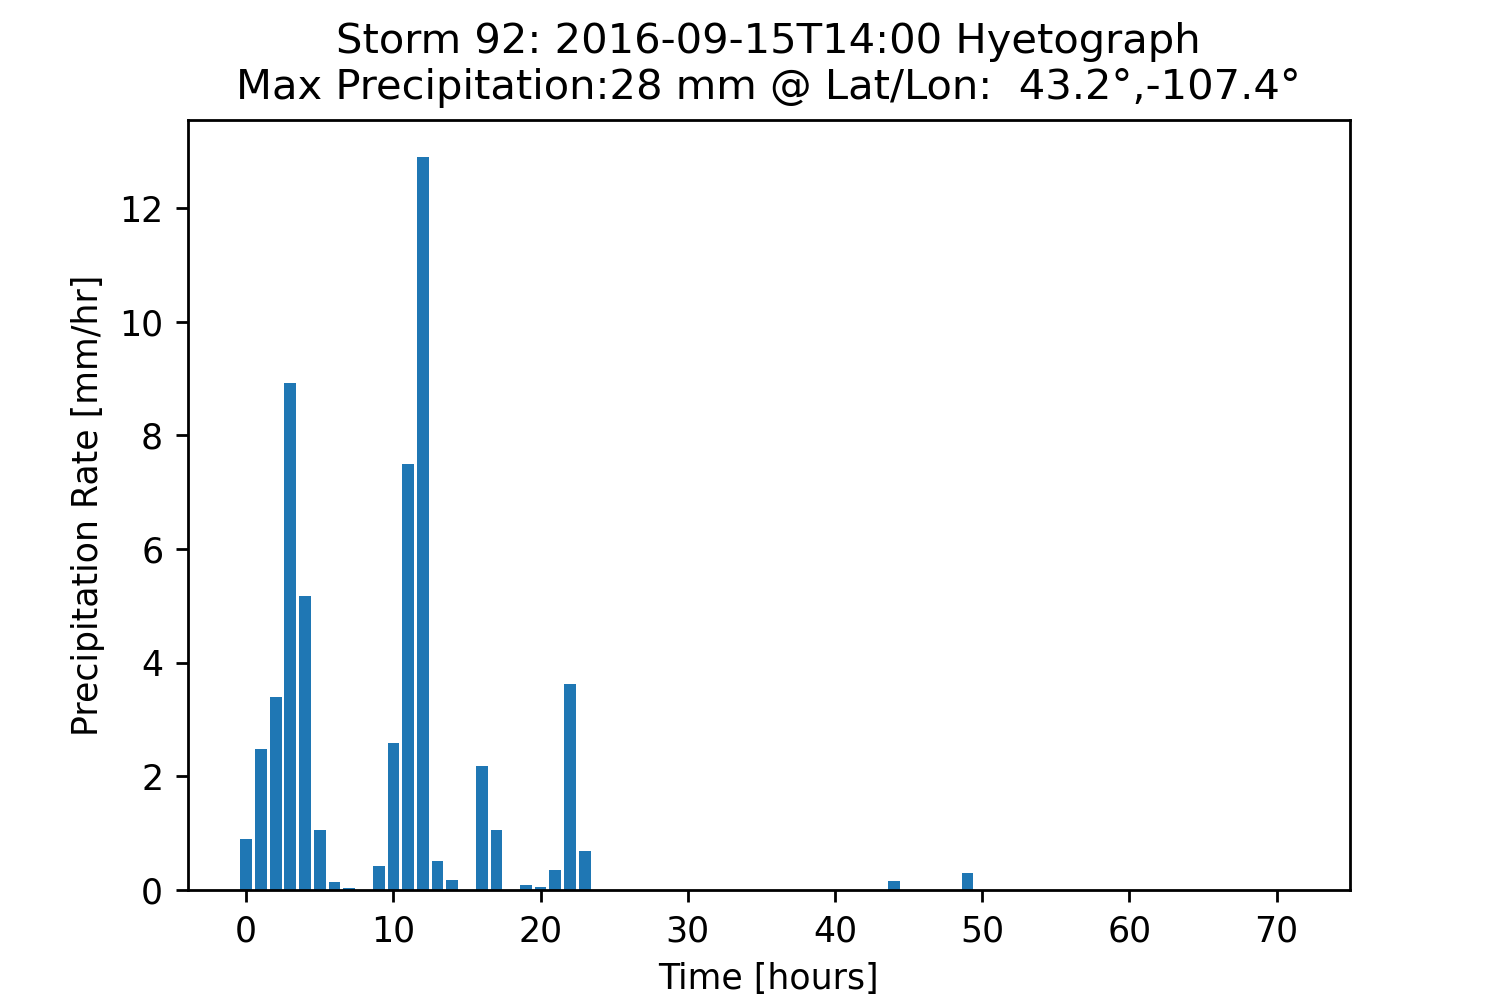 Storm 92: 2016-09-15T14:00 Hyetograph
Max Precipitation:28 mm @ Lat/Lon:  43.2°,-107.4°
12
10
8
6
4
2
0
Precipitation Rate [mm/hr]
0 10 20 30 40 50 60 70
Time [hours]